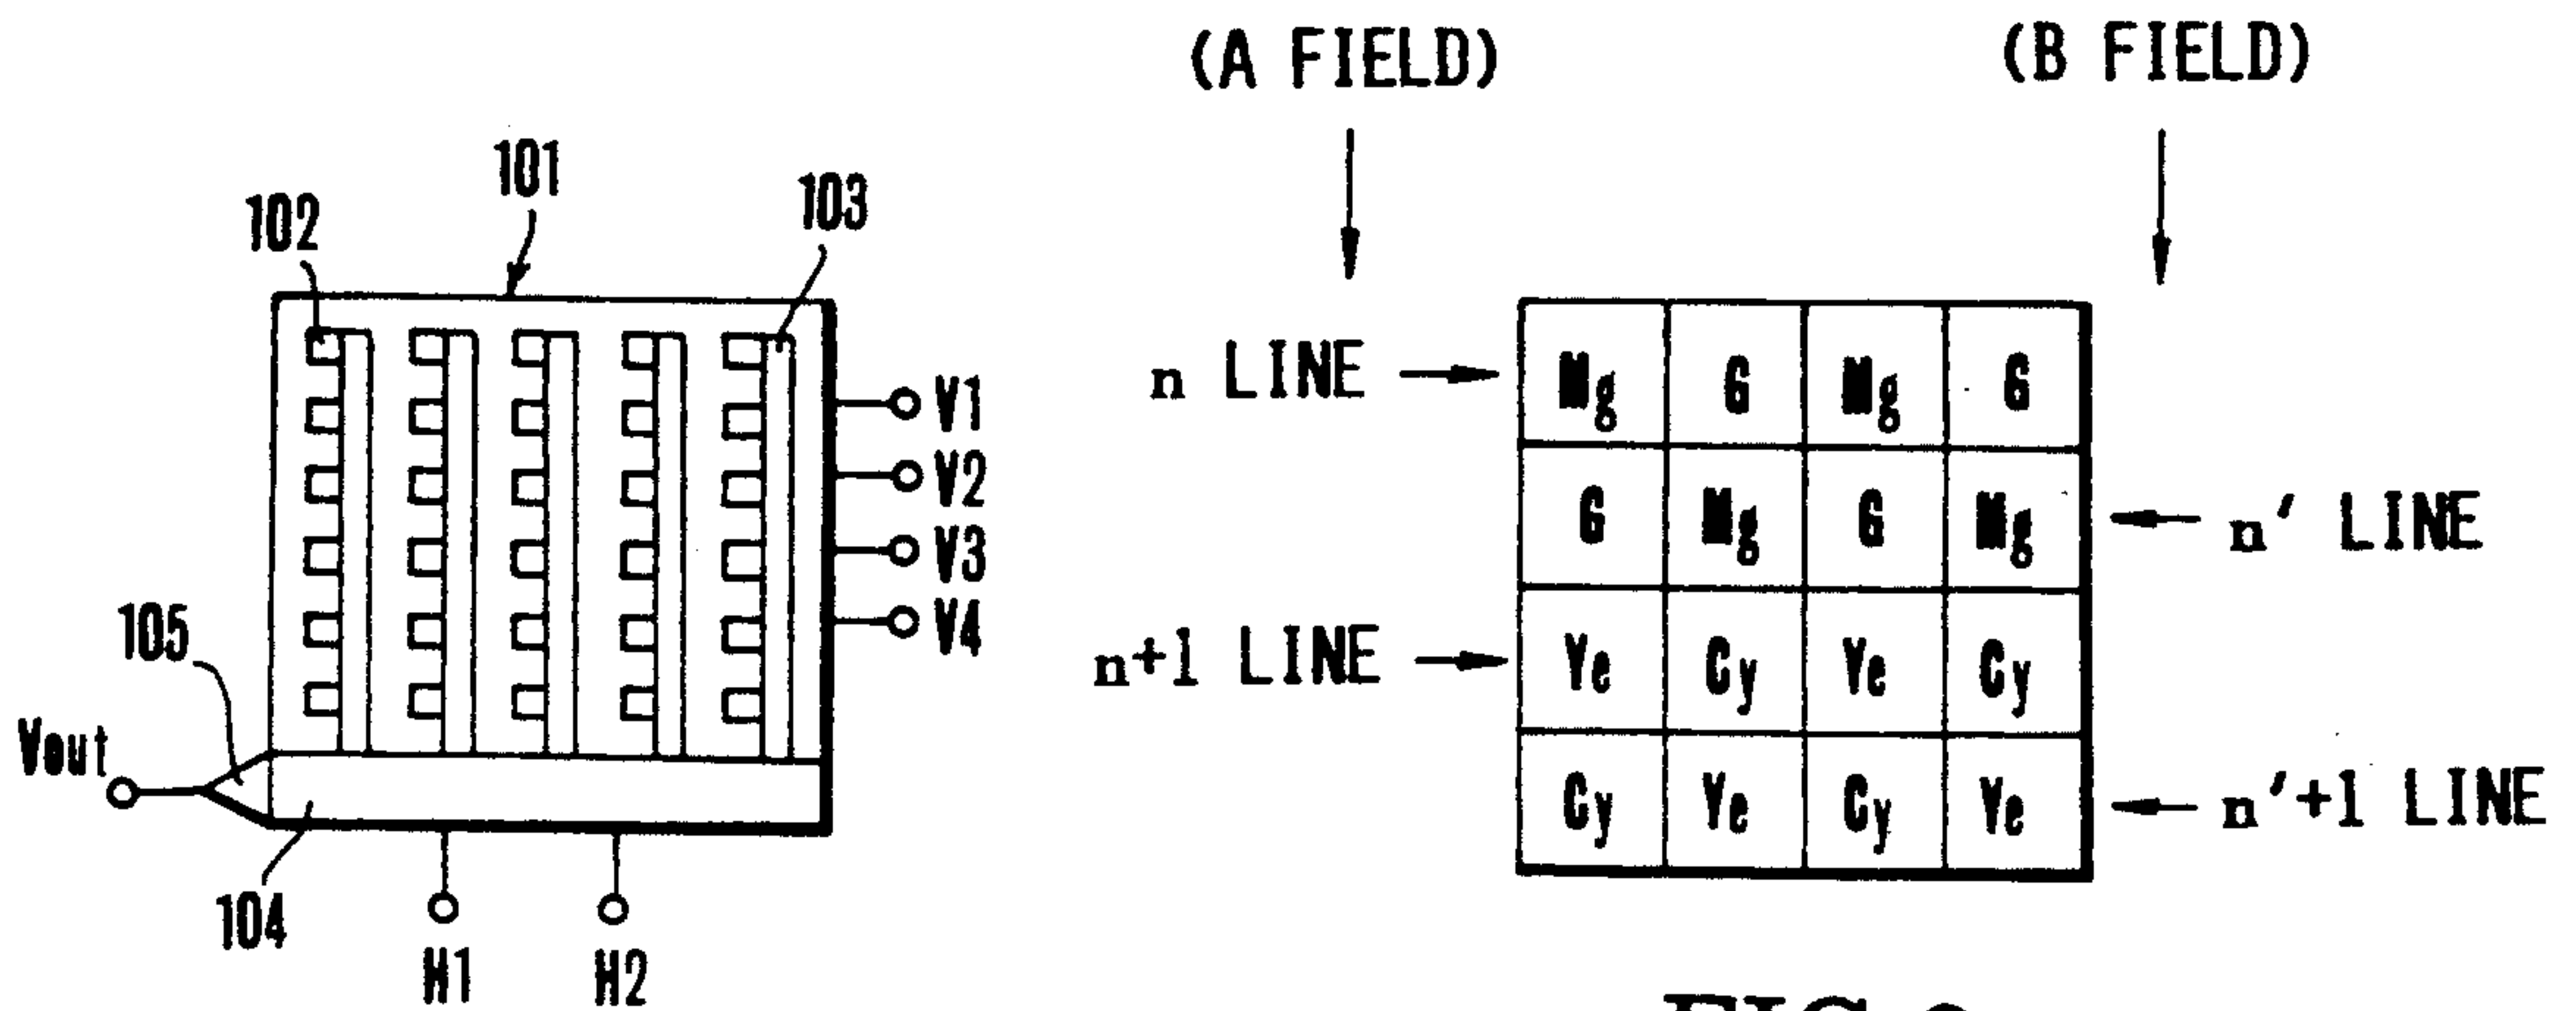 101
102
103
V1
V2
V3
V4
105
Vout
104
H1 H2
(A FIELD) (B FIELD)
n LINE
Mg G Mg G
G Mg G Mg
n' LINE
n+1 LINE
Ye Cy Ye Cy
Cy Ye Cy Ye
n'+1 LINE